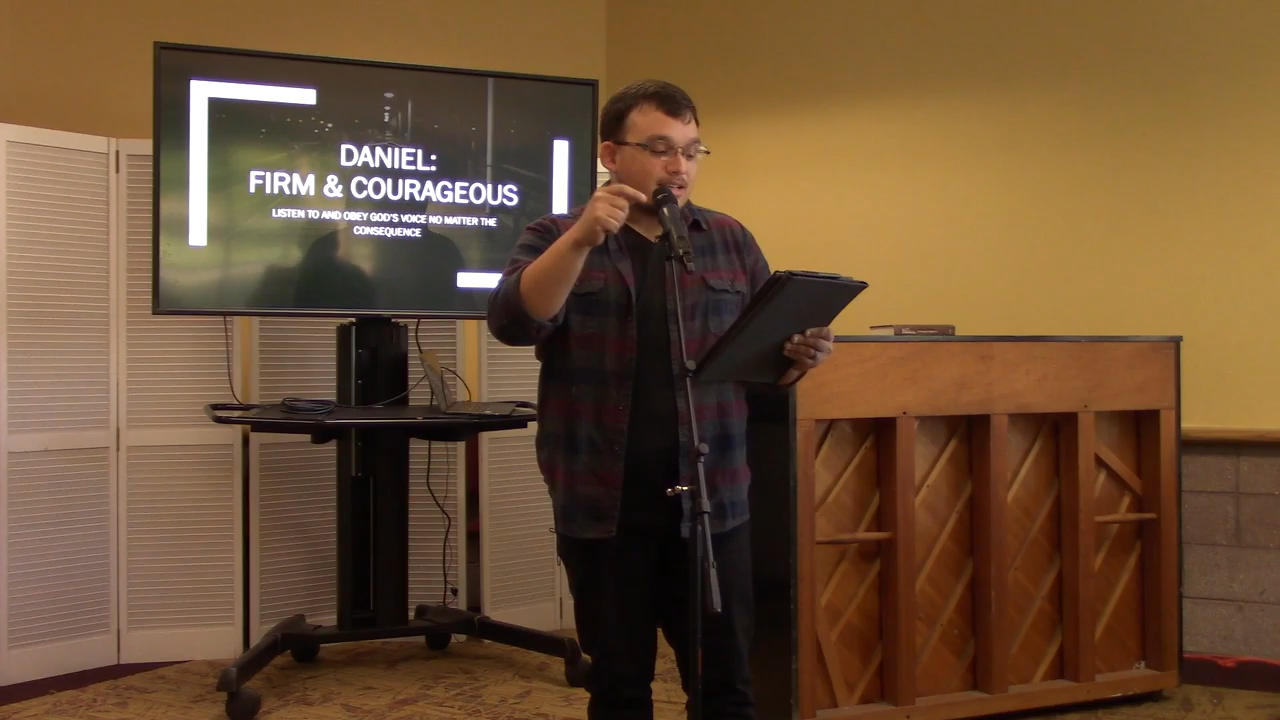 DANIEL:
FIRM & COURAGEOUS
LISTEN TO AND OBEY GOD'S VOICE NO MATTER THE
CONSEQUENCE